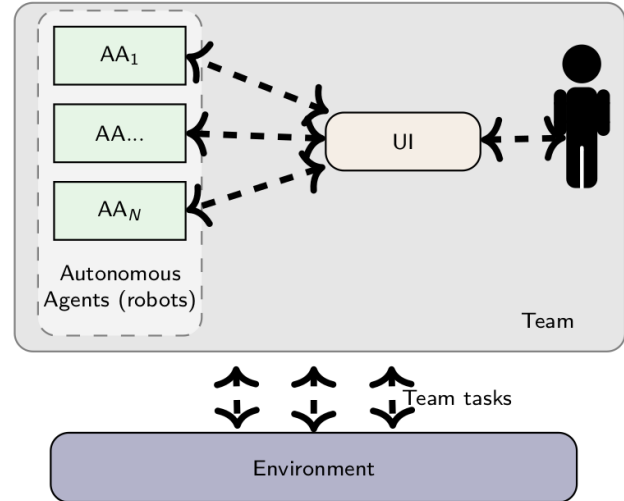 AA₁
AA...
UI
AA_N
Autonomous
Agents (robots)
Team
Team tasks
Environment